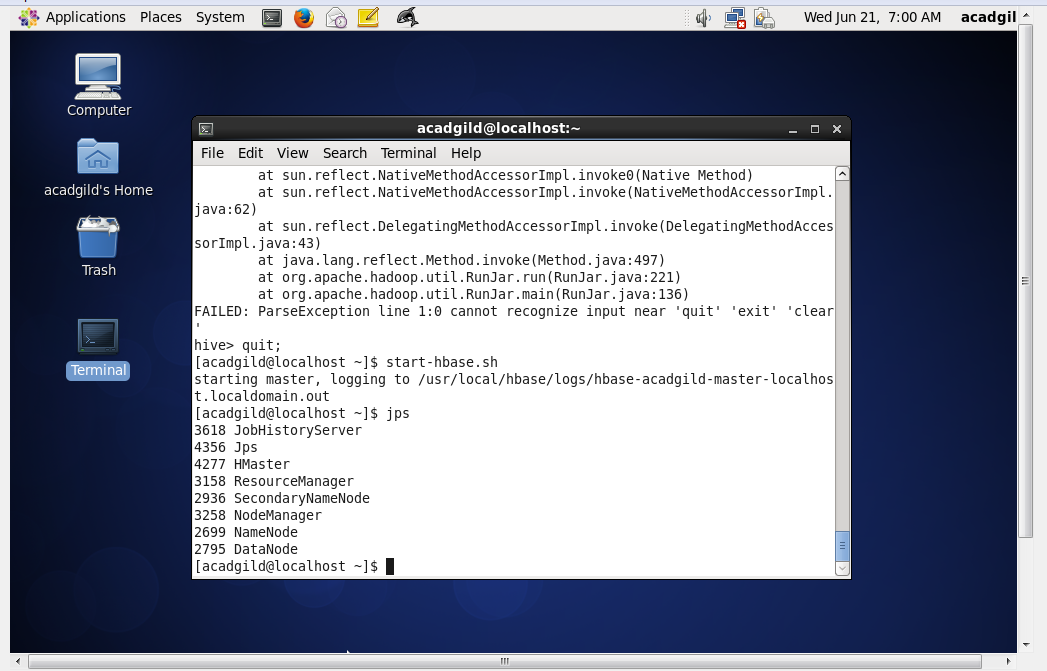 Applications Places System
Wed Jun 21, 7:00 AM acadgil
Computer
acadgild's Home
Trash
Terminal
acadgild@localhost:~
File Edit View Search Terminal Help
at sun.reflect.NativeMethodAccessorImpl.invoke0(Native Method)
at sun.reflect.NativeMethodAccessorImpl.invoke(NativeMethodAccessorImpl.
java:62)
at sun.reflect.DelegatingMethodAccessorImpl.invoke(DelegatingMethodAcces
sorImpl.java:43)
at java.lang.reflect.Method.invoke(Method.java:497)
at org.apache.hadoop.util.RunJar.run(RunJar.java:221)
at org.apache.hadoop.util.RunJar.main(RunJar.java:136)
FAILED: ParseException line 1:0 cannot recognize input near 'quit' 'exit' 'clear
'
hive> quit;
[acadgild@localhost ~]$ start-hbase.sh
starting master, logging to /usr/local/hbase/logs/hbase-acadgild-master-localhos
t.localdomain.out
[acadgild@localhost ~]$ jps
3618 JobHistoryServer
4356 Jps
4277 HMaster
3158 ResourceManager
2936 SecondaryNameNode
3258 NodeManager
2699 NameNode
2795 DataNode
[acadgild@localhost ~]$